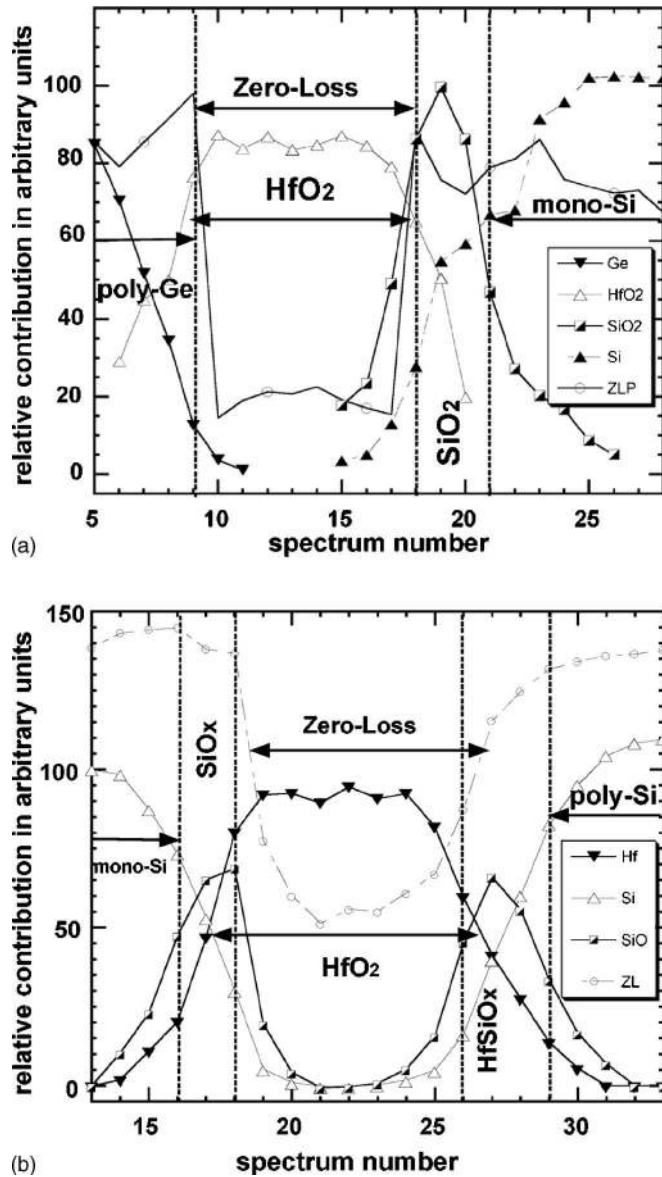 100
80
60
40
20
0
relative contribution in arbitrary units
Zero-Loss
HfO2
poly-Ge
SiO2
mono-Si
Ge
HfO2
SiO2
Si
ZLP
5 10 15 20 25
spectrum number
(a)
150
100
50
0
relative contribution in arbitrary units
SiOx
Zero-Loss
poly-Si
mono-Si
HfO2
HfSiOx
Hf
Si
SiO
ZL
15 20 25 30
spectrum number
(b)